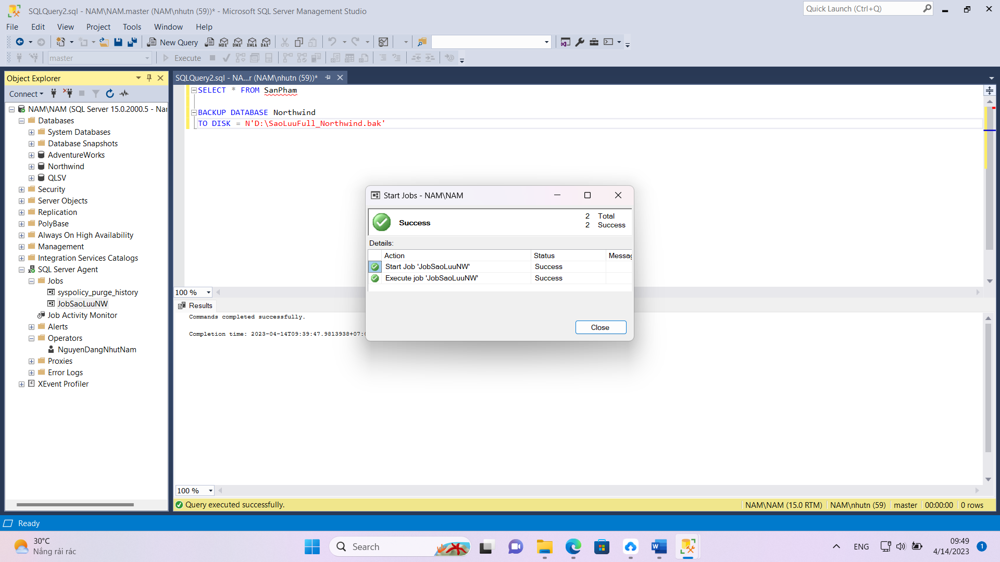 SQLQuery2.sql - NAM\NAM.master (NAM\nhutn (59))* - Microsoft SQL Server Management Studio
Quick Launch (Ctrl+Q)
File Edit View Project Tools Window Help
New Query MDX DMX XMLA DAX
master Execute
Object Explorer
SQLQuery2.sql - NA...r (NAM\nhutn (59))*
Connect
SELECT * FROM SanPham
BACKUP DATABASE Northwind
TO DISK = N'D:\SaoLuuFull_Northwind.bak'
NAM\NAM (SQL Server 15.0.2000.5 - Nar
Databases
System Databases
Database Snapshots
AdventureWorks
Northwind
QLSV
Security
Server Objects
Replication
PolyBase
Always On High Availability
Management
Integration Services Catalogs
SQL Server Agent
Jobs
syspolicy_purge_history
JobSaoLuuNW
Job Activity Monitor
Alerts
Operators
NguyenDangNhutNam
Proxies
Error Logs
XEvent Profiler
Start Jobs - NAM\NAM
Success
2 Total
2 Success
Details:
Action Status Messag
Start Job 'JobSaoLuuNW' Success
Execute job 'JobSaoLuuNW' Success
Close
100 %
Results
Commands completed successfully.
Completion time: 2023-04-14T09:39:47.9813938+07:
100 %
Query executed successfully.
NAM\NAM (15.0 RTM) NAM\nhutn (59) master 00:00:00 0 rows
Ready
30°C
Nắng rải rác
Search
ENG
09:49
4/14/2023
1